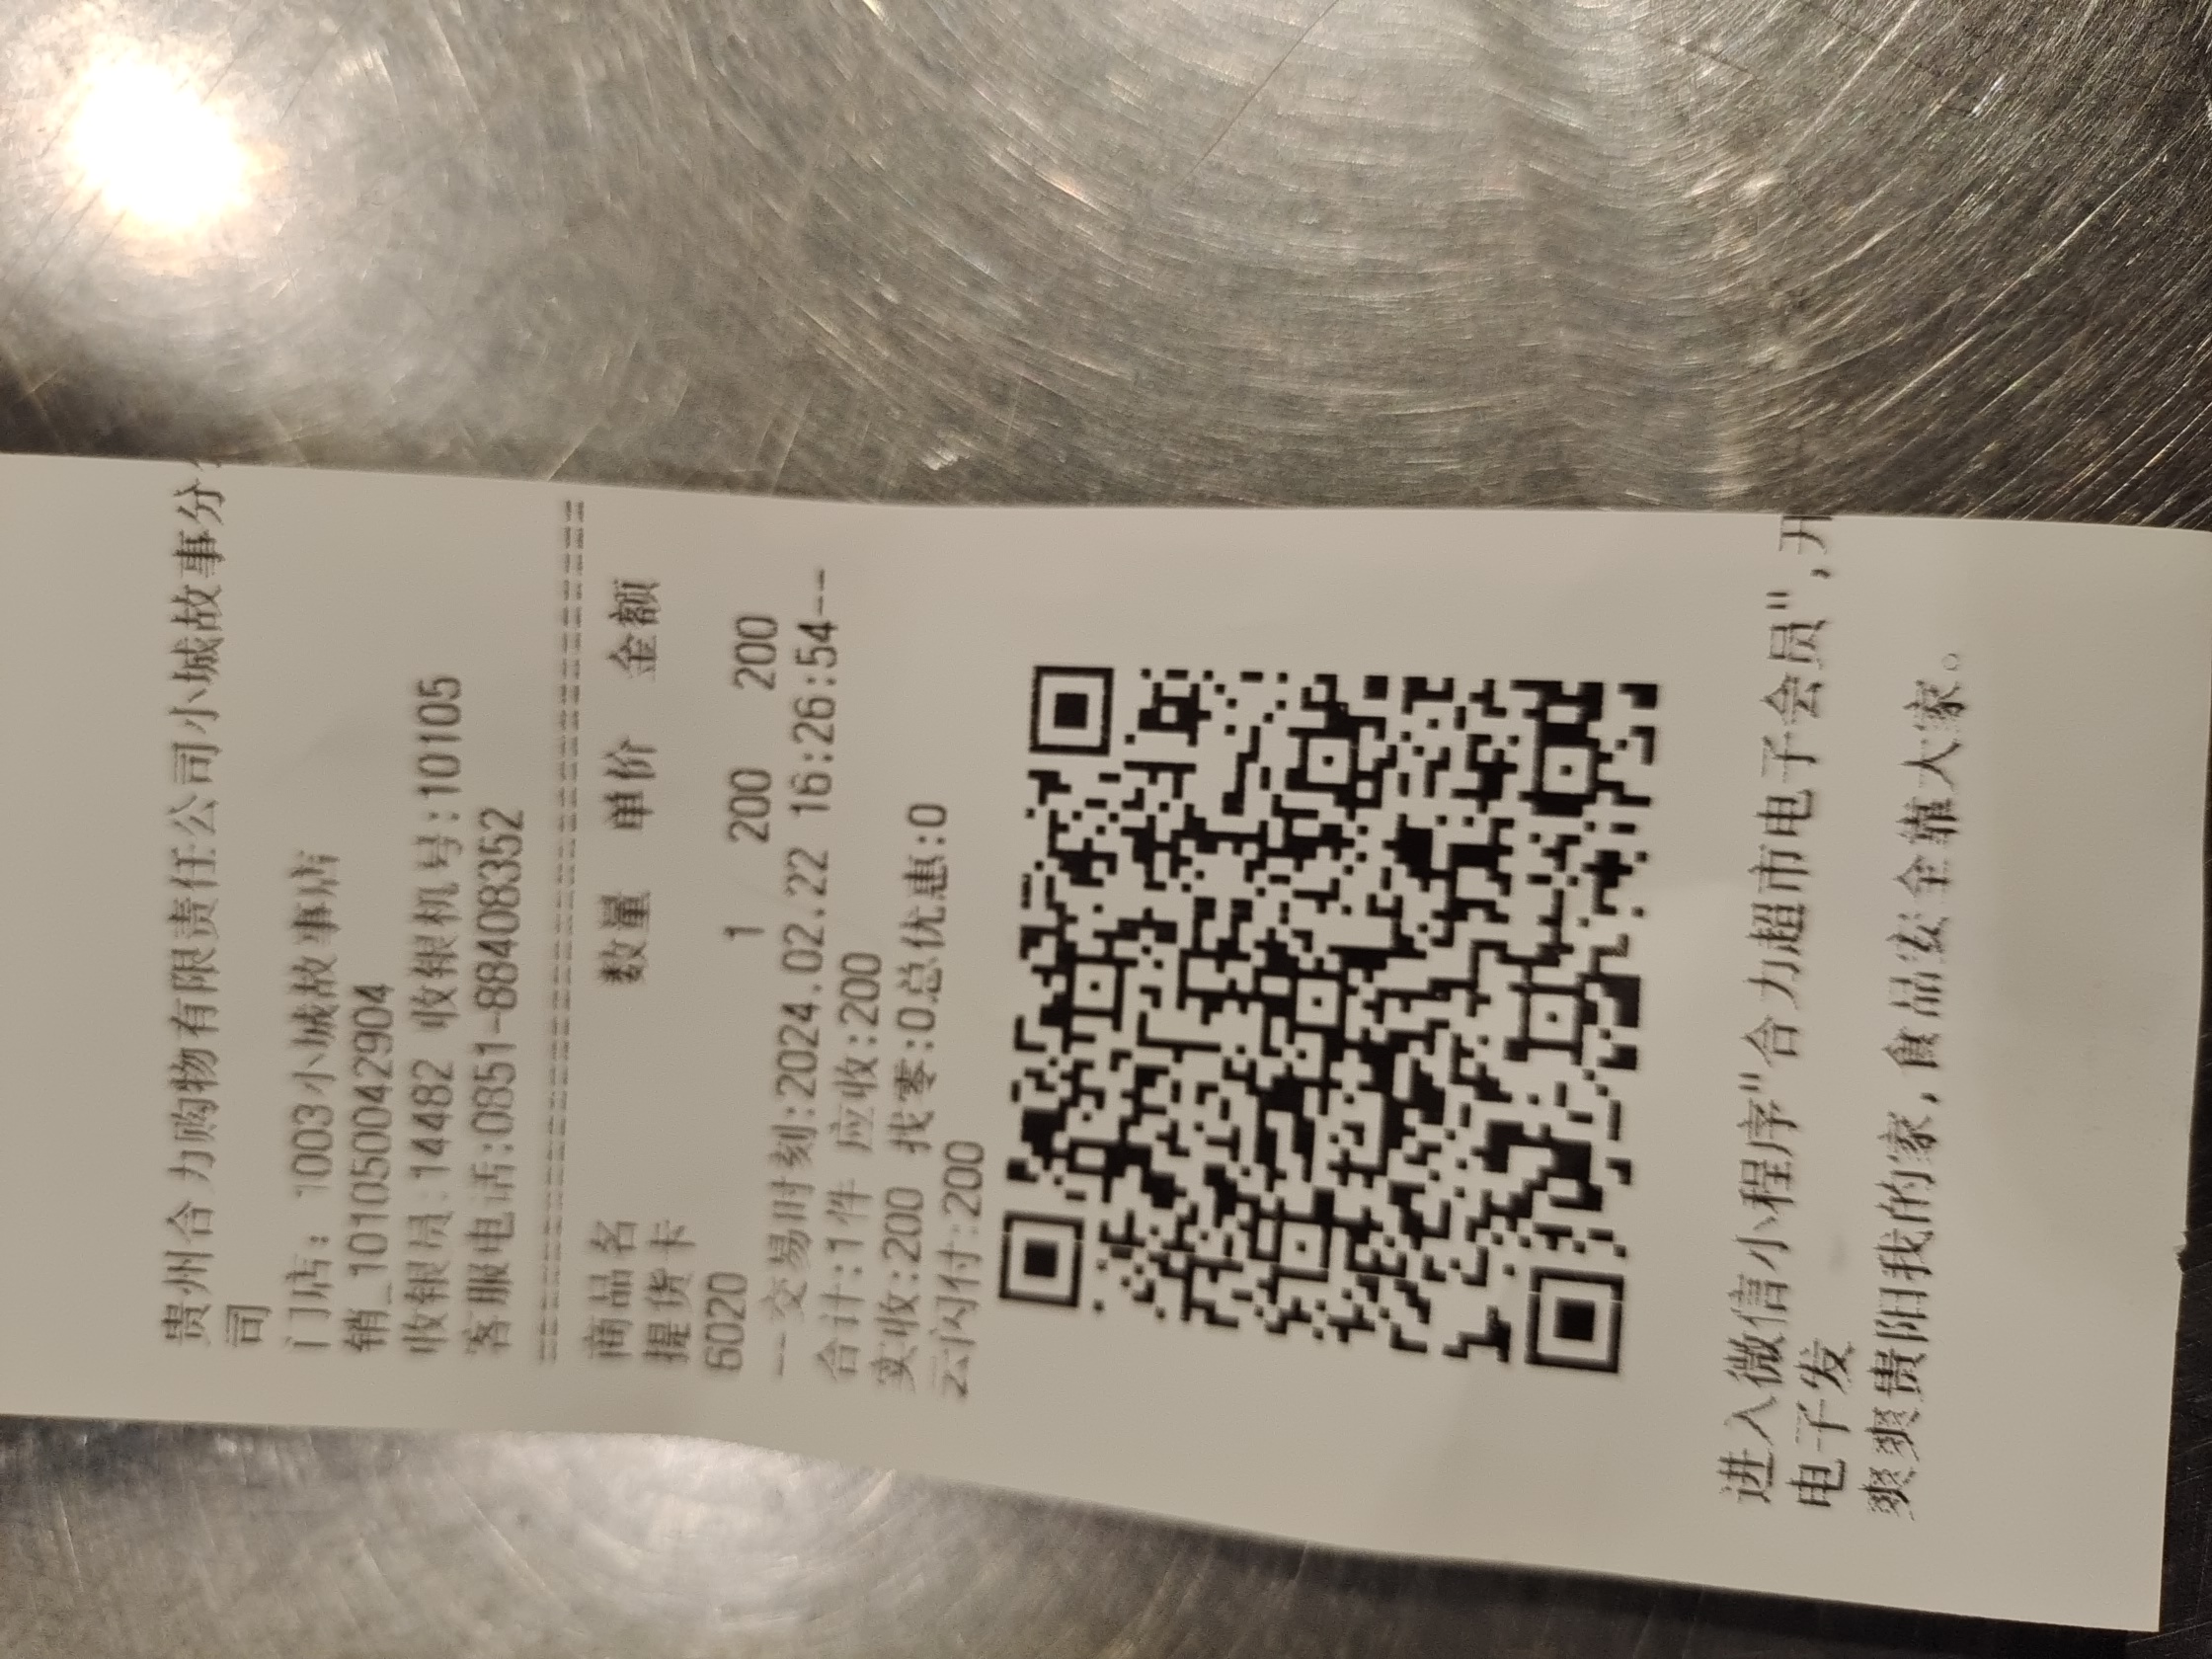 贵州合力购物有限责任公司小城故事分
司
门店：1003小城故事店
销_1010500042904
收银员:14482 收银机号:10105
客服电话:0851-88408352
商品名 数量 单价 金额
提货卡
6020 1 200 200
--交易时刻:2024.02.22 16:26:54--
合计:1件 应收:200
实收:200 找零:0总优惠:0
云闪付:200
进入微信小程序"合力超市电子会员",开
电子发
爽爽贵阳我的家，食品安全靠大家。